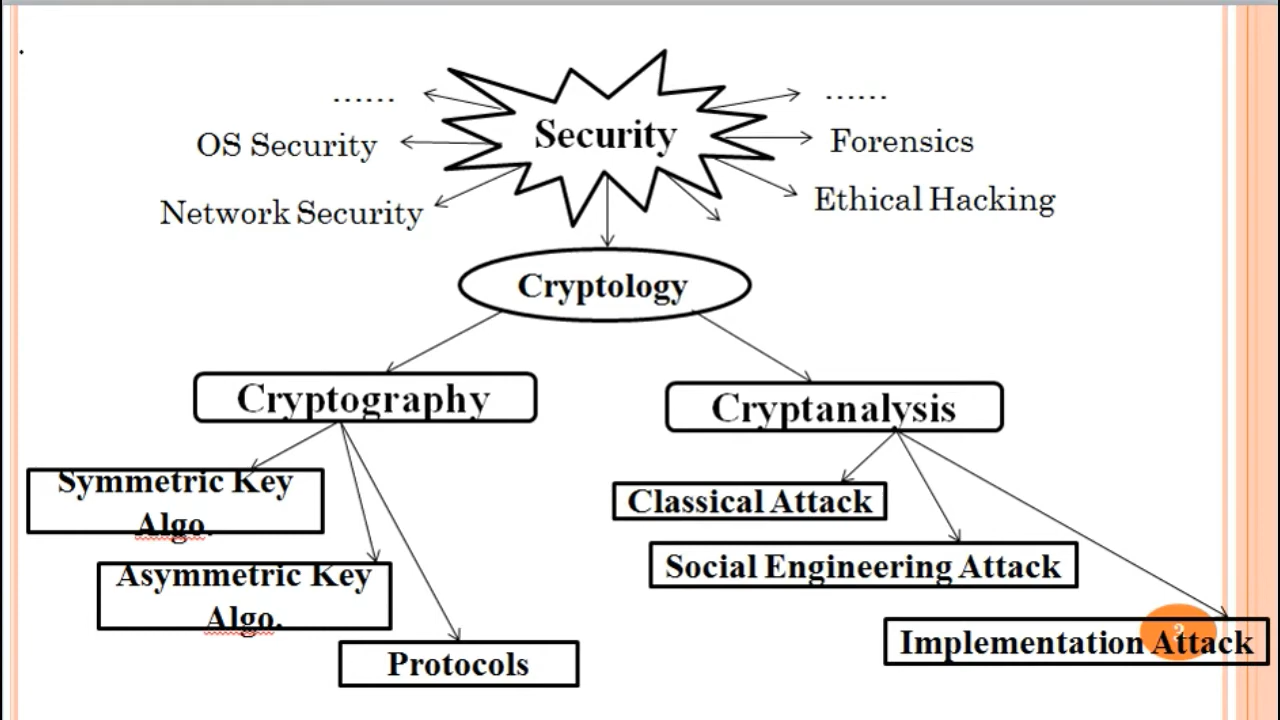 .
......
......
Security
OS Security
Forensics
Network Security
Ethical Hacking
Cryptology
Cryptography
Cryptanalysis
Symmetric Key
Algo.
Classical Attack
Asymmetric Key
Algo.
Social Engineering Attack
Protocols
Implementation Attack